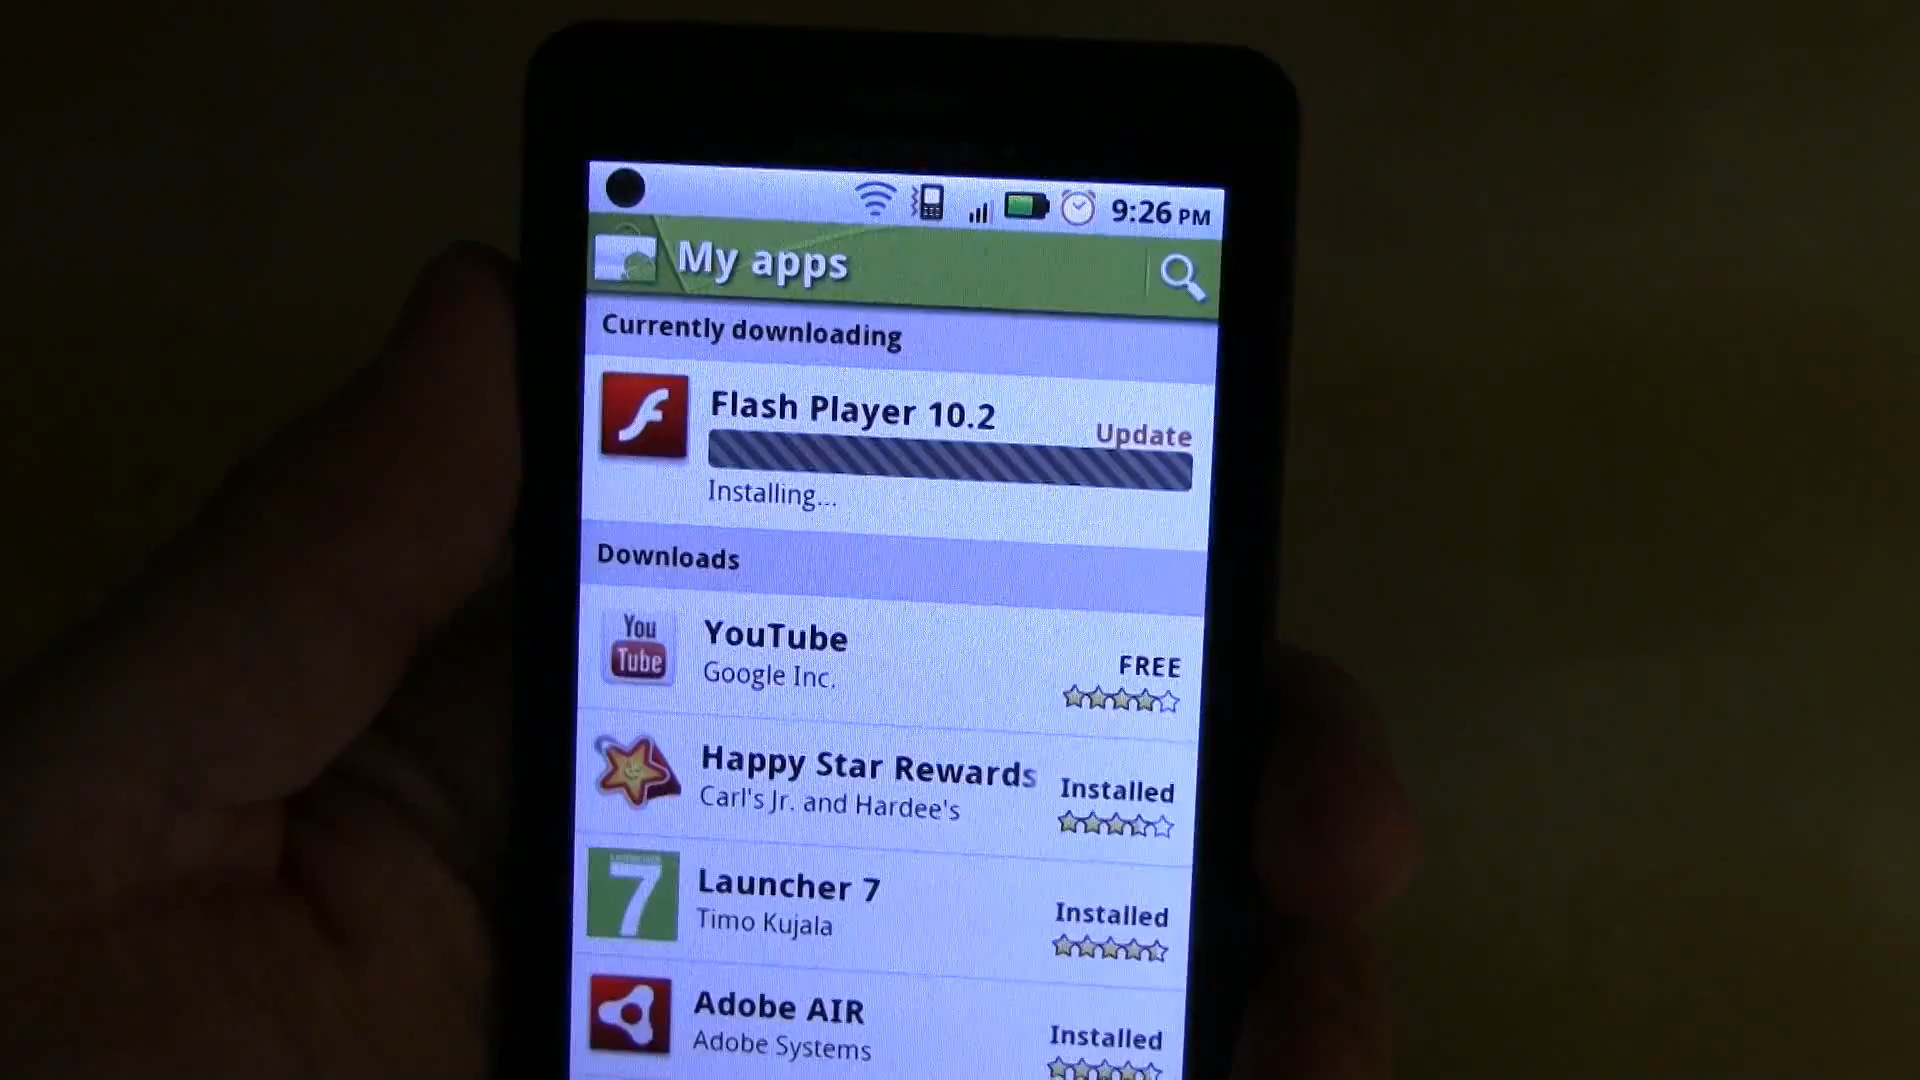 9:26 PM
My apps
Currently downloading
Flash Player 10.2
Update
Installing...
Downloads
You
Tube
YouTube
Google Inc.
FREE
Happy Star Rewards
Carl's Jr. and Hardee's
Installed
7
Launcher 7
Timo Kujala
Installed
Adobe AIR
Adobe Systems
Installed